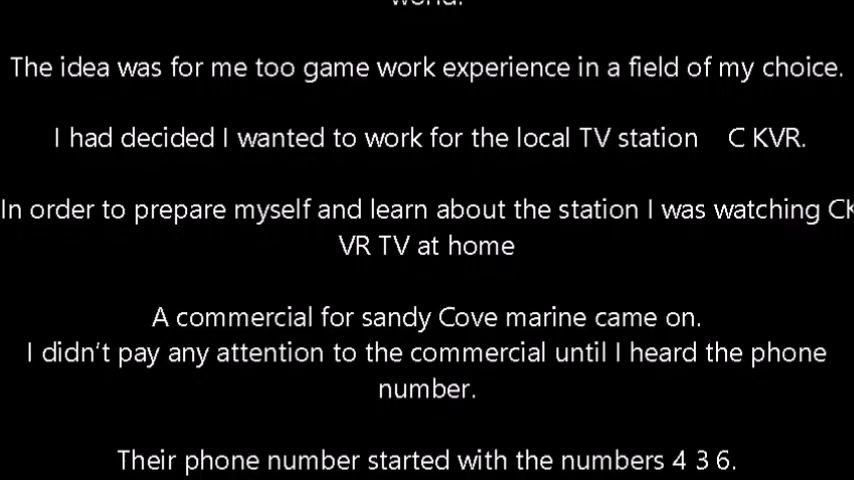 world.
The idea was for me too game work experience in a field of my choice.
I had decided I wanted to work for the local TV station C KVR.
In order to prepare myself and learn about the station I was watching CK
VR TV at home
A commercial for sandy Cove marine came on.
I didn't pay any attention to the commercial until I heard the phone
number.
Their phone number started with the numbers 4 3 6.